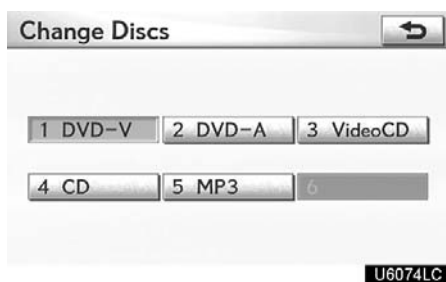 Change Discs
1 DVD-V 2 DVD-A 3 VideoCD
4 CD 5 MP3 6
U6074LC